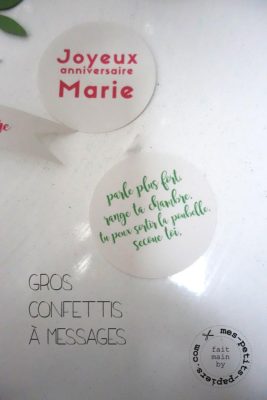 Joyeux
anniversaire
Marie
parle plus fort,
range ta chambre,
tu peux sortir la poubelle,
secoue toi,
GROS
CONFETTIS
À MESSAGES
mes-petits-papiers.com
fait
main
by